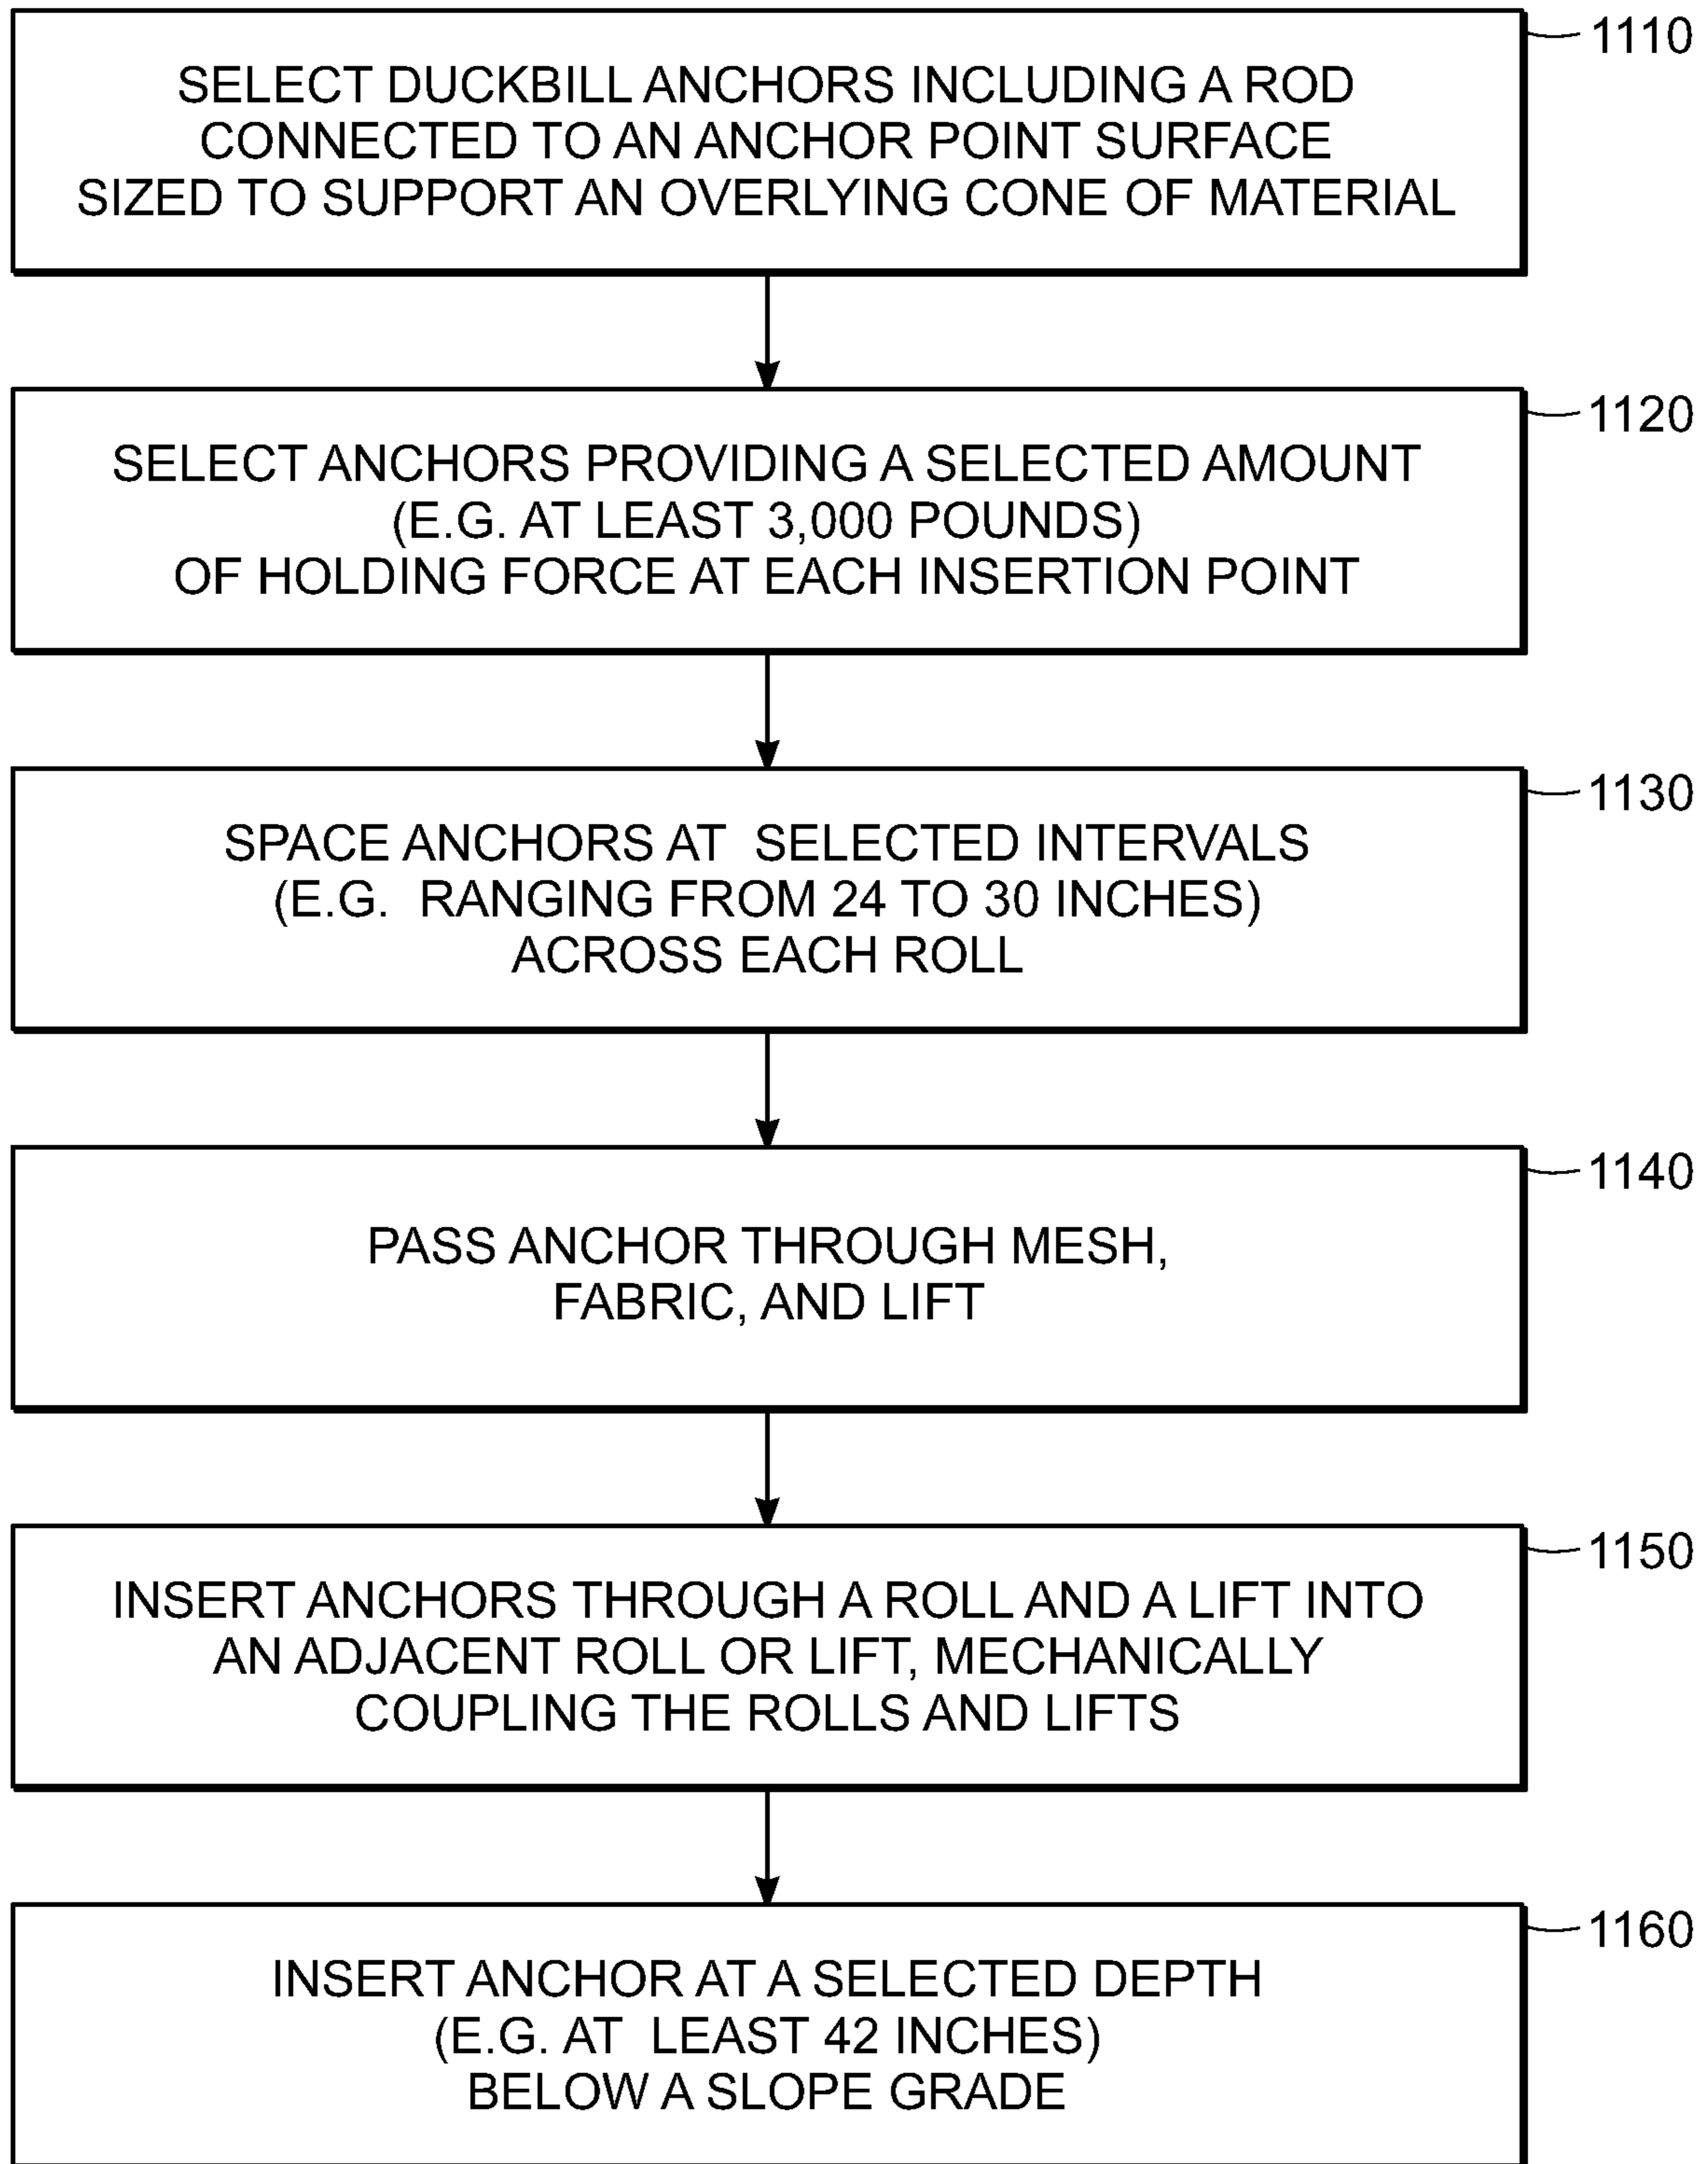 1110
SELECT DUCKBILL ANCHORS INCLUDING A ROD
CONNECTED TO AN ANCHOR POINT SURFACE
SIZED TO SUPPORT AN OVERLYING CONE OF MATERIAL
1120
SELECT ANCHORS PROVIDING A SELECTED AMOUNT
(E.G. AT LEAST 3,000 POUNDS)
OF HOLDING FORCE AT EACH INSERTION POINT
1130
SPACE ANCHORS AT SELECTED INTERVALS
(E.G. RANGING FROM 24 TO 30 INCHES)
ACROSS EACH ROLL
1140
PASS ANCHOR THROUGH MESH,
FABRIC, AND LIFT
1150
INSERT ANCHORS THROUGH A ROLL AND A LIFT INTO
AN ADJACENT ROLL OR LIFT, MECHANICALLY
COUPLING THE ROLLS AND LIFTS
1160
INSERT ANCHOR AT A SELECTED DEPTH
(E.G. AT LEAST 42 INCHES)
BELOW A SLOPE GRADE